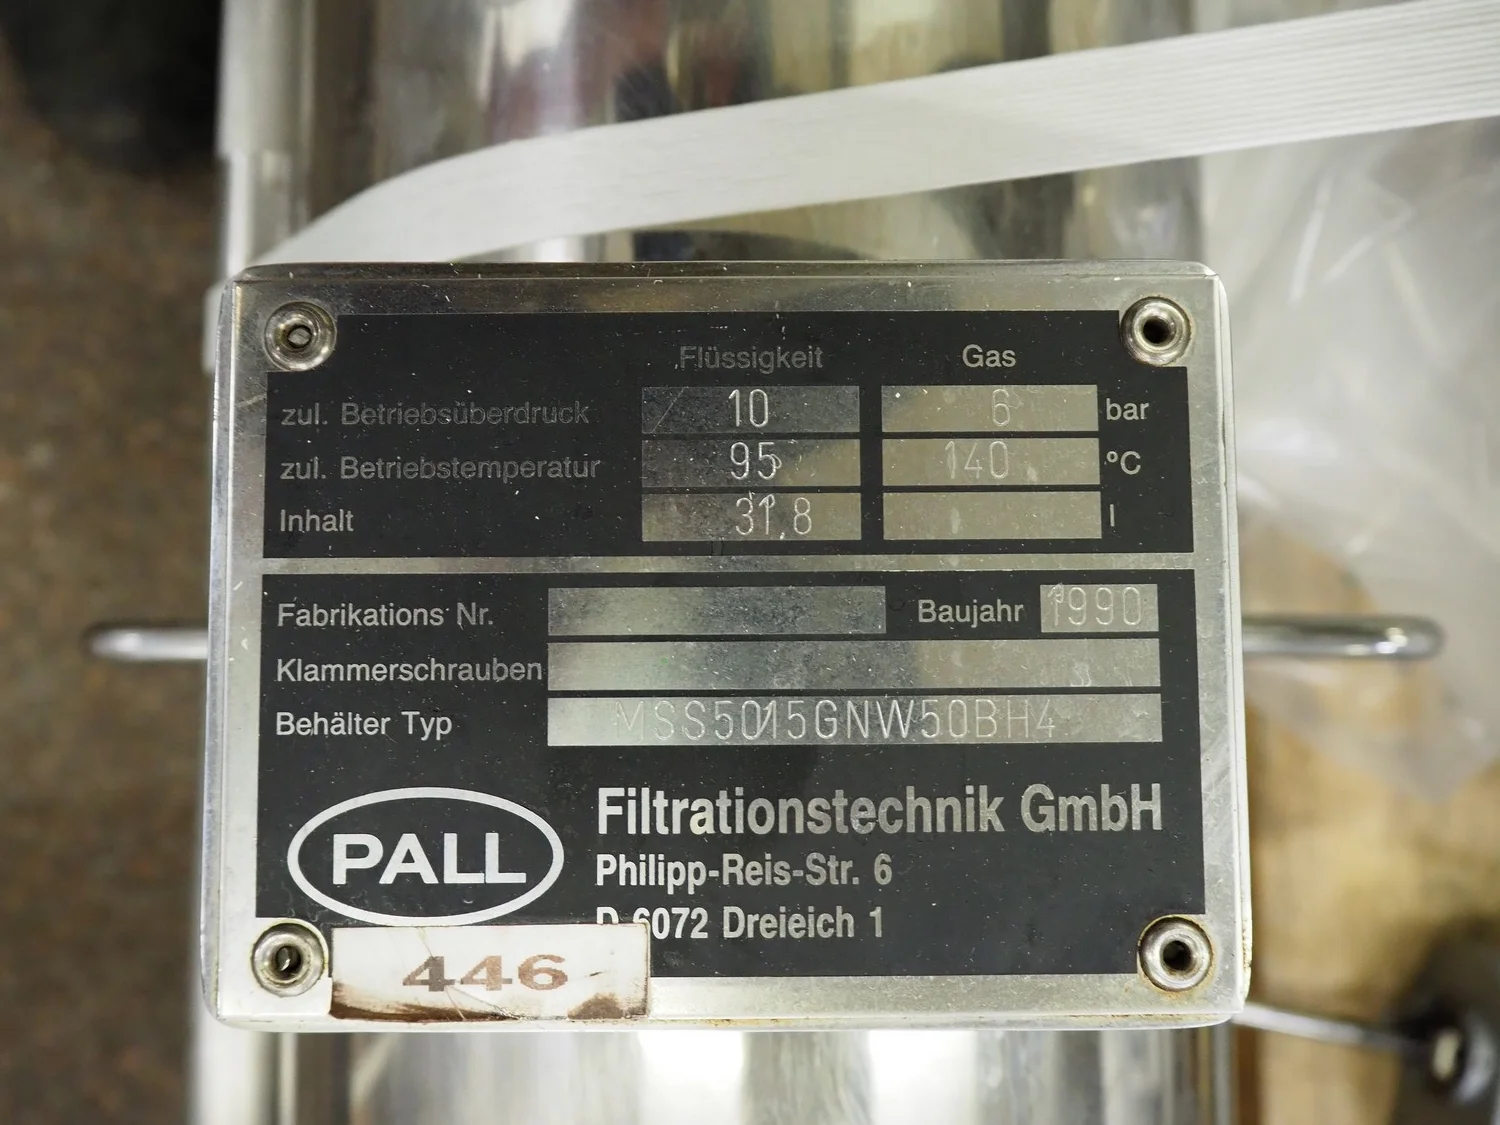 Flüssigkeit Gas
zul. Betriebsüberdruck 10 6 bar
zul. Betriebstemperatur 95 140 °C
Inhalt 31,8 l
Fabrikations Nr. Baujahr 1990
Klammerschrauben
Behälter Typ MSS5015GNW50BH4
PALL
Filtrationstechnik GmbH
Philipp-Reis-Str. 6
D 6072 Dreieich 1
446